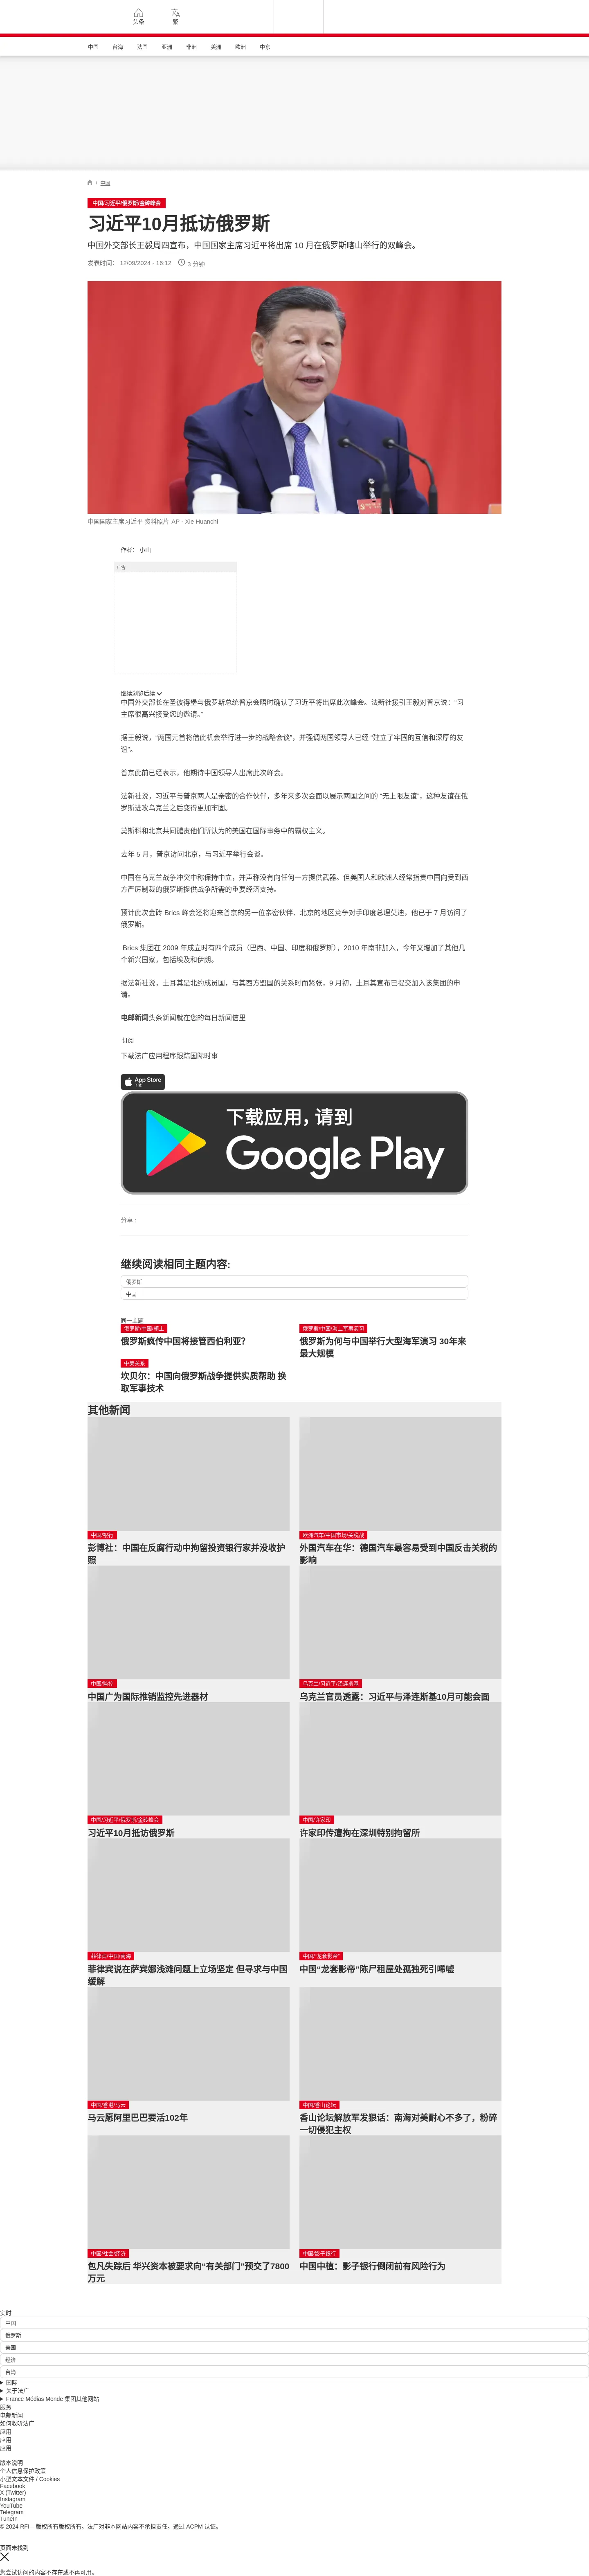 头条
繁
中国 台海 法国 亚洲 非洲 美洲 欧洲 中东
/ 中国
中国/习近平/俄罗斯/金砖峰会
习近平10月抵访俄罗斯
中国外交部长王毅周四宣布，中国国家主席习近平将出席 10 月在俄罗斯喀山举行的双峰会。
发表时间： 12/09/2024 - 16:12 3 分钟
中国国家主席习近平 资料照片 AP - Xie Huanchi
作者： 小山
广告
继续浏览后续
中国外交部长在圣彼得堡与俄罗斯总统普京会晤时确认了习近平将出席此次峰会。法新社援引王毅对普京说：“习
主席很高兴接受您的邀请。”
据王毅说，“两国元首将借此机会举行进一步的战略会谈”，并强调两国领导人已经 “建立了牢固的互信和深厚的友
谊”。
普京此前已经表示，他期待中国领导人出席此次峰会。
法新社说，习近平与普京两人是亲密的合作伙伴，多年来多次会面以展示两国之间的 “无上限友谊”，这种友谊在俄
罗斯进攻乌克兰之后变得更加牢固。
莫斯科和北京共同谴责他们所认为的美国在国际事务中的霸权主义。
去年 5 月，普京访问北京，与习近平举行会谈。
中国在乌克兰战争冲突中称保持中立，并声称没有向任何一方提供武器。但美国人和欧洲人经常指责中国向受到西
方严厉制裁的俄罗斯提供战争所需的重要经济支持。
预计此次金砖 Brics 峰会还将迎来普京的另一位亲密伙伴、北京的地区竞争对手印度总理莫迪，他已于 7 月访问了
俄罗斯。
Brics 集团在 2009 年成立时有四个成员（巴西、中国、印度和俄罗斯），2010 年南非加入，今年又增加了其他几
个新兴国家，包括埃及和伊朗。
据法新社说，土耳其是北约成员国，与其西方盟国的关系时而紧张，9 月初，土耳其宣布已提交加入该集团的申
请。
电邮新闻头条新闻就在您的每日新闻信里
订阅
下载法广应用程序跟踪国际时事
App Store
下载
下载应用，请到
Google Play
分享 :
继续阅读相同主题内容:
俄罗斯
中国
同一主题
俄罗斯/中国/领土
俄罗斯疯传中国将接管西伯利亚？
俄罗斯/中国/海上军事演习
俄罗斯为何与中国举行大型海军演习 30年来
最大规模
中美关系
坎贝尔：中国向俄罗斯战争提供实质帮助 换
取军事技术
其他新闻
中国/银行
彭博社：中国在反腐行动中拘留投资银行家并没收护
照
欧洲汽车/中国市场/关税战
外国汽车在华：德国汽车最容易受到中国反击关税的
影响
中国/监控
中国广为国际推销监控先进器材
乌克兰/习近平/泽连斯基
乌克兰官员透露：习近平与泽连斯基10月可能会面
中国/习近平/俄罗斯/金砖峰会
习近平10月抵访俄罗斯
中国/许家印
许家印传遭拘在深圳特别拘留所
菲律宾/中国/南海
菲律宾说在萨宾娜浅滩问题上立场坚定 但寻求与中国
缓解
中国/“龙套影帝”
中国“龙套影帝”陈尸租屋处孤独死引唏嘘
中国/香港/马云
马云愿阿里巴巴要活102年
中国/香山论坛
香山论坛解放军发狠话：南海对美耐心不多了，粉碎
一切侵犯主权
中国/社会/经济
包凡失踪后 华兴资本被要求向“有关部门”预交了7800
万元
中国/影子银行
中国中植：影子银行倒闭前有风险行为
实时
中国
俄罗斯
美国
经济
台湾
国际
关于法广
France Médias Monde 集团其他网站
服务
电邮新闻
如何收听法广
应用
应用
应用
版本说明
个人信息保护政策
小型文本文件 / Cookies
Facebook
X (Twitter)
Instagram
YouTube
Telegram
TuneIn
© 2024 RFI – 版权所有版权所有。法广对非本网站内容不承担责任。通过 ACPM 认证。
页面未找到
您尝试访问的内容不存在或不再可用。